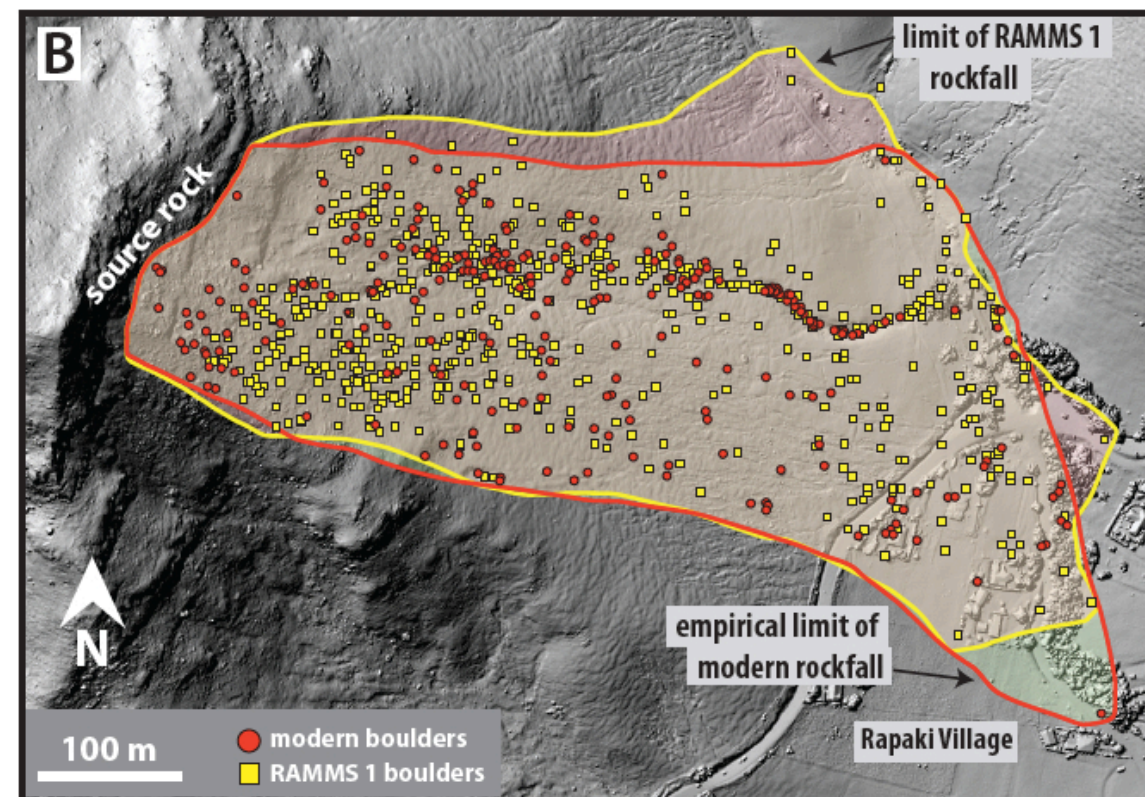 B
limit of RAMMS 1
rockfall
source rock
empirical limit of
modern rockfall
N
Rapaki Village
100 m
modern boulders
RAMMS 1 boulders